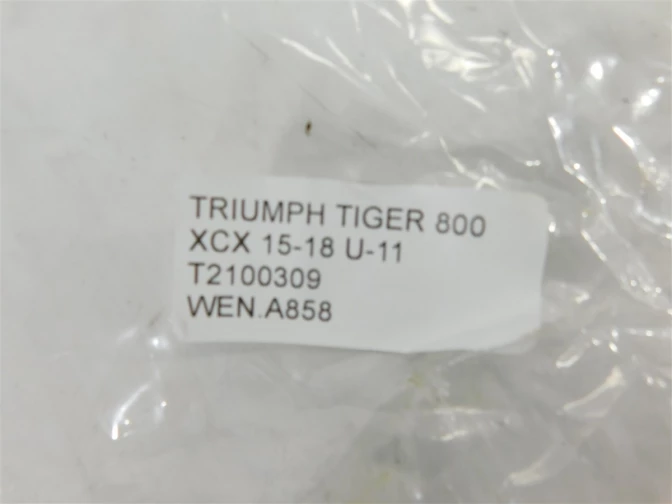 TRIUMPH TIGER 800
XCX 15-18 U-11
T2100309
WEN.A858